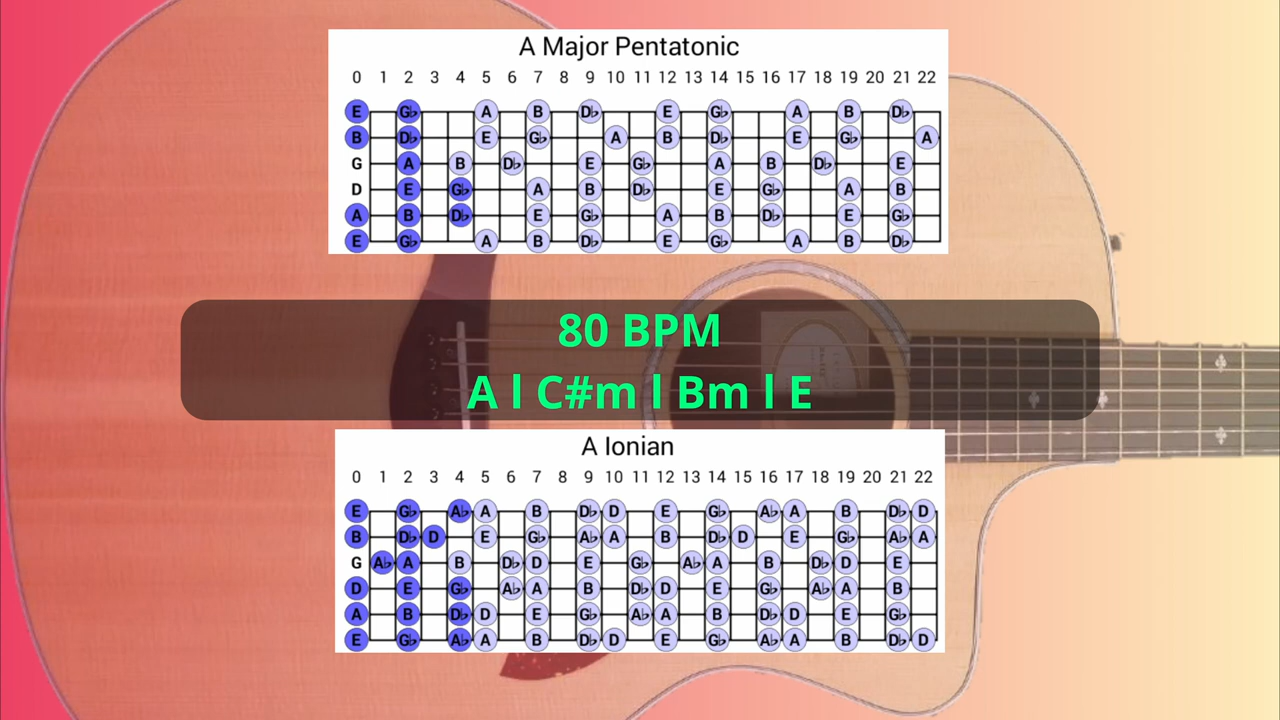 A Major Pentatonic
0 1 2 3 4 5 6 7 8 9 10 11 12 13 14 15 16 17 18 19 20 21 22
E G♭ A B D♭ E G♭ A B D♭
B D♭ E G♭ A B D♭ E G♭ A
G A B D♭ E G♭ A B D♭ E
D E G♭ A B D♭ E G♭ A B
A B D♭ E G♭ A B D♭ E G♭
E G♭ A B D♭ E G♭ A B D♭
80 BPM
A l C#m l Bm l E
A Ionian
0 1 2 3 4 5 6 7 8 9 10 11 12 13 14 15 16 17 18 19 20 21 22
E G♭ A♭ A B D♭ D E G♭ A♭ A B D♭ D
B D♭ D E G♭ A♭ A B D♭ D E G♭ A♭ A
G A♭ A B D♭ D E G♭ A♭ A B D♭ D E
D E G♭ A♭ A B D♭ D E G♭ A♭ A B
A B D♭ D E G♭ A♭ A B D♭ D E G♭
E G♭ A♭ A B D♭ D E G♭ A♭ A B D♭ D